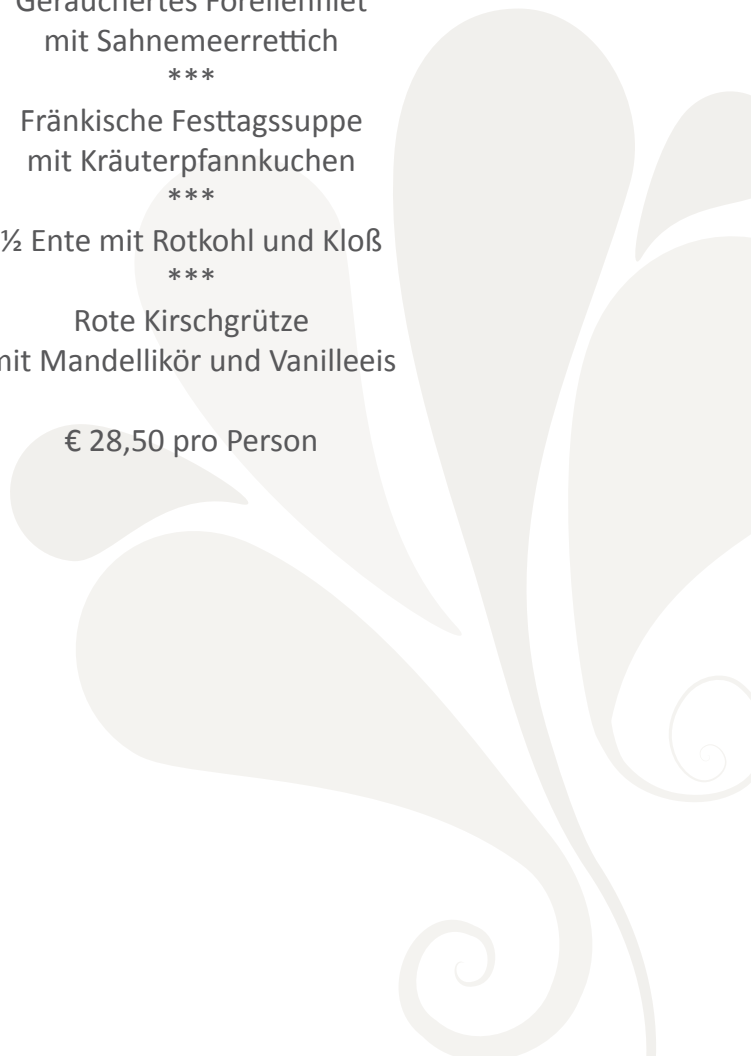 Geräuchertes Forellenfilet
mit Sahnemeerrettich
***
Fränkische Festtagssuppe
mit Kräuterpfannkuchen
***
½ Ente mit Rotkohl und Kloß
***
Rote Kirschgrütze
mit Mandellikör und Vanilleeis
€ 28,50 pro Person